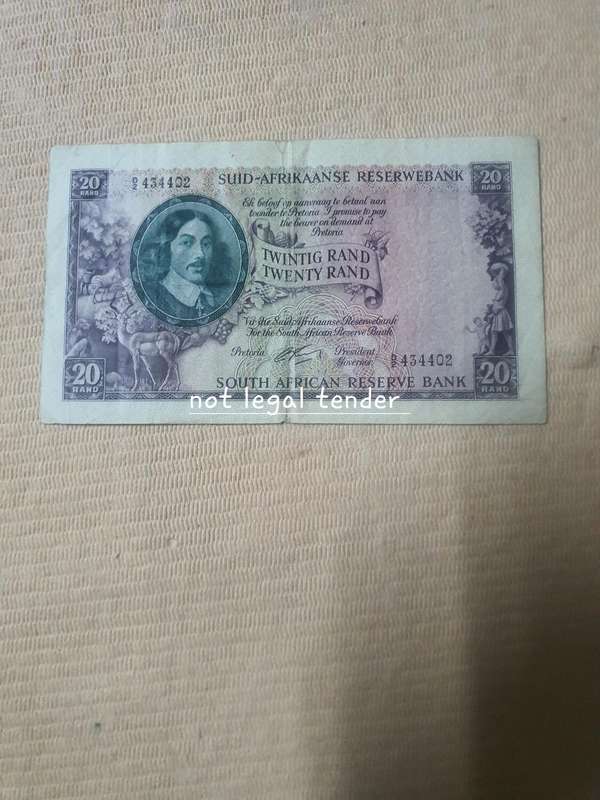 20
RAND
D/2 434402
SUID-AFRIKAANSE RESERWEBANK
20
RAND
Ek beloof op aanvraag te betaal aan
toonder te Pretoria I promise to pay
the bearer on demand at
Pretoria
TWINTIG RAND
TWENTY RAND
Vir die Suid-Afrikaanse Reserwebank
For the South African Reserve Bank
Pretoria
President
Governor
D/2 434402
20
RAND
SOUTH AFRICAN RESERVE BANK
20
RAND
not legal tender